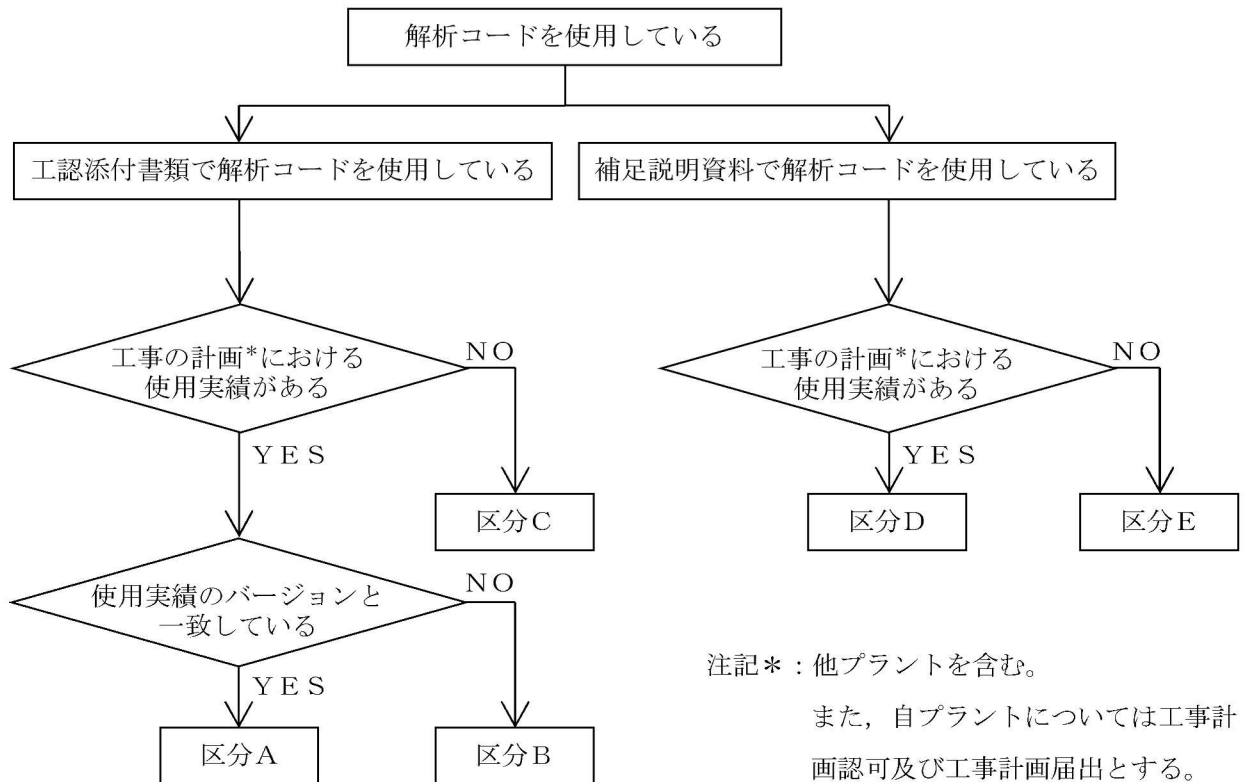 解析コードを使用している
工認添付書類で解析コードを使用している
補足説明資料で解析コードを使用している
工事の計画*における
使用実績がある
NO
YES
区分C
工事の計画*における
使用実績がある
NO
YES
区分D
区分E
使用実績のバージョンと
一致している
NO
YES
区分A
区分B
注記*:他プラントを含む。
また,自プラントについては工事計
画認可及び工事計画届出とする。